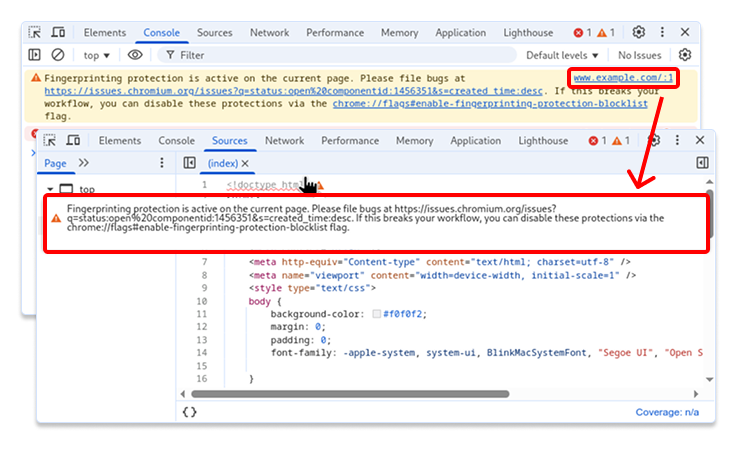 Elements Console Sources Network Performance Memory Application Lighthouse 1 1
top Filter Default levels No Issues
Fingerprinting protection is active on the current page. Please file bugs at www.example.com/:1
https://issues.chromium.org/issues?q=status:open%20componentid:1456351&s=created_time:desc. If this breaks your
workflow, you can disable these protections via the chrome://flags#enable-fingerprinting-protection-blocklist
flag.
Elements Console Sources Network Performance Memory Application Lighthouse 1 1
Page (index)
top
1 <!doctype html
Fingerprinting protection is active on the current page. Please file bugs at https://issues.chromium.org/issues?
q=status:open%20componentid:1456351&s=created_time:desc. If this breaks your workflow, you can disable these protections via the
chrome://flags#enable-fingerprinting-protection-blocklist flag.
7 <meta http-equiv="Content-type" content="text/html; charset=utf-8" />
8 <meta name="viewport" content="width=device-width, initial-scale=1" />
9 <style type="text/css">
10 body {
11 background-color: #f0f0f2;
12 margin: 0;
13 padding: 0;
14 font-family: -apple-system, system-ui, BlinkMacSystemFont, "Segoe UI", "Open S
15
16 }
{} Coverage: n/a